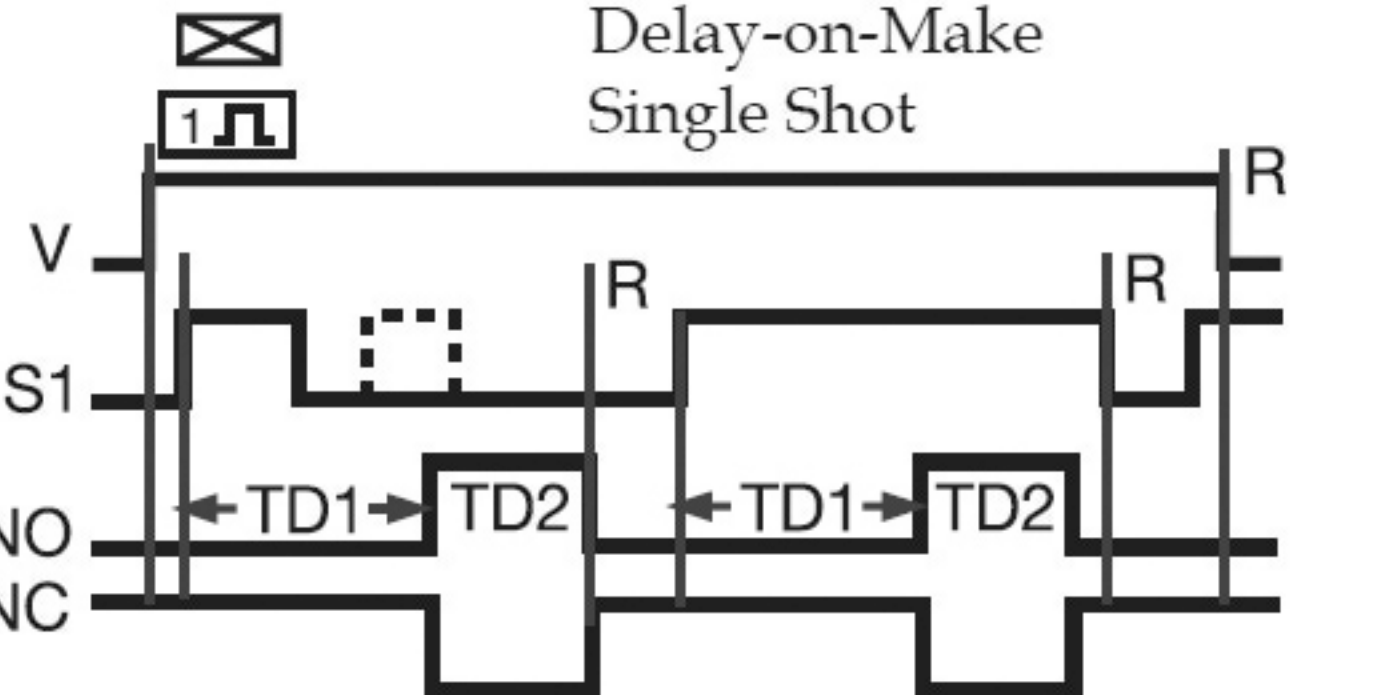 Delay-on-Make
1
Single Shot
R
V
R
R
S1
TD1
TD2
TD1
TD2
NO
NC